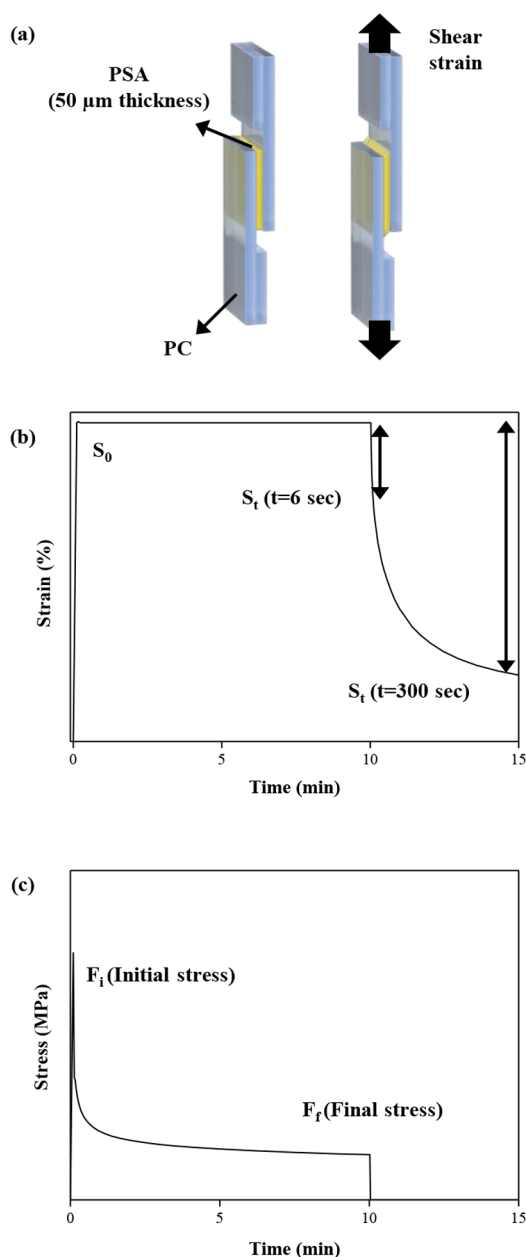 (a)
Shear
strain
PSA
(50 µm thickness)
PC
(b)
S₀
Sₜ (t=6 sec)
Sₜ (t=300 sec)
Strain (%)
0
5
10
15
Time (min)
(c)
Fᵢ (Initial stress)
F_f (Final stress)
Stress (MPa)
0
5
10
15
Time (min)